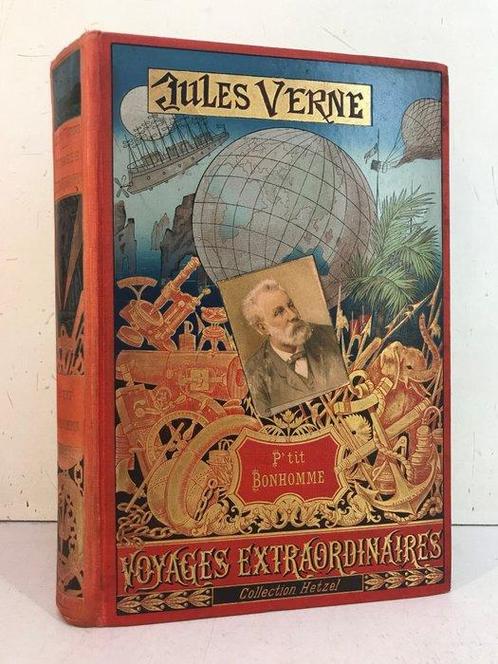 JULES VERNE
P'tit
BONHOMME
VOYAGES EXTRAORDINAIRES
Collection Hetzel